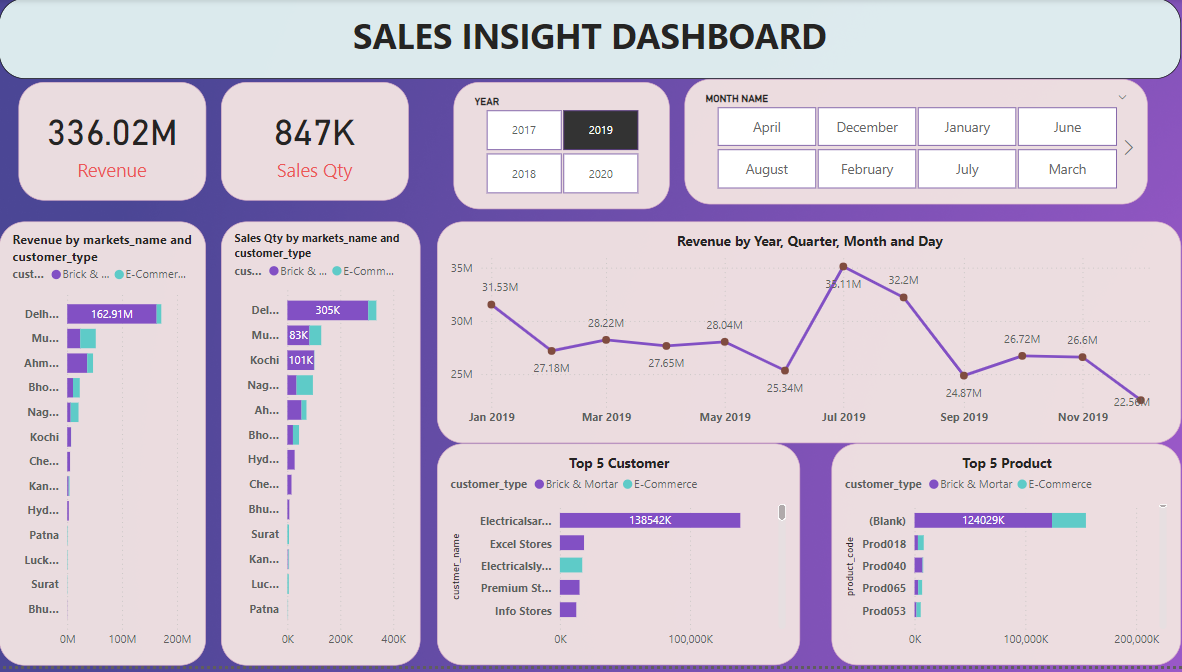 SALES INSIGHT DASHBOARD
336.02M
Revenue
847K
Sales Qty
YEAR
2017
2019
2018
2020
MONTH NAME
April
December
January
June
August
February
July
March
Revenue by markets_name and
customer_type
cust... Brick & ... E-Commer...
Delh... 162.91M
Mu...
Ahm...
Bho...
Nag...
Kochi
Che...
Kan...
Hyd...
Patna
Luck...
Surat
Bhu...
0M 100M 200M
Sales Qty by markets_name and
customer_type
cus... Brick & ... E-Comm...
Del... 305K
Mu... 83K
Kochi 101K
Nag...
Ah...
Bho...
Hyd...
Che...
Bhu...
Surat
Kan...
Luc...
Patna
0K 200K 400K
Revenue by Year, Quarter, Month and Day
35M
30M
25M
31.53M
27.18M
28.22M
27.65M
28.04M
25.34M
35.11M
32.2M
24.87M
26.72M
26.6M
22.56M
Jan 2019 Mar 2019 May 2019 Jul 2019 Sep 2019 Nov 2019
Top 5 Customer
customer_type Brick & Mortar E-Commerce
custmer_name
Electricalsar... 138542K
Excel Stores
Electricalsly...
Premium St...
Info Stores
0K 100,000K
Top 5 Product
customer_type Brick & Mortar E-Commerce
product_code
(Blank) 124029K
Prod018
Prod040
Prod065
Prod053
0K 100,000K 200,000K